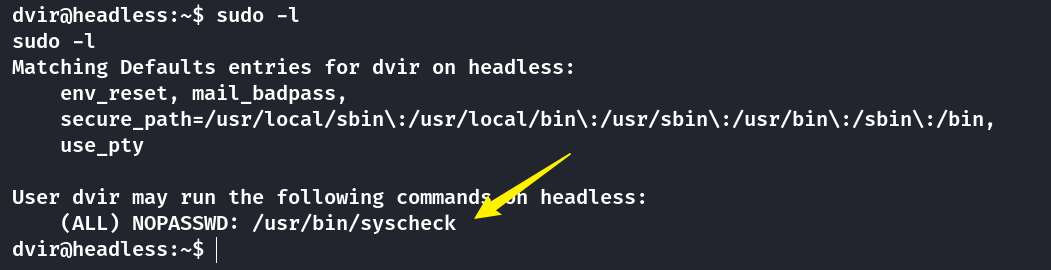 dvir@headless:~$ sudo -l
sudo -l
Matching Defaults entries for dvir on headless:
    env_reset, mail_badpass,
    secure_path=/usr/local/sbin\:/usr/local/bin\:/usr/sbin\:/usr/bin\:/sbin\:/bin,
    use_pty

User dvir may run the following commands on headless:
    (ALL) NOPASSWD: /usr/bin/syscheck
dvir@headless:~$